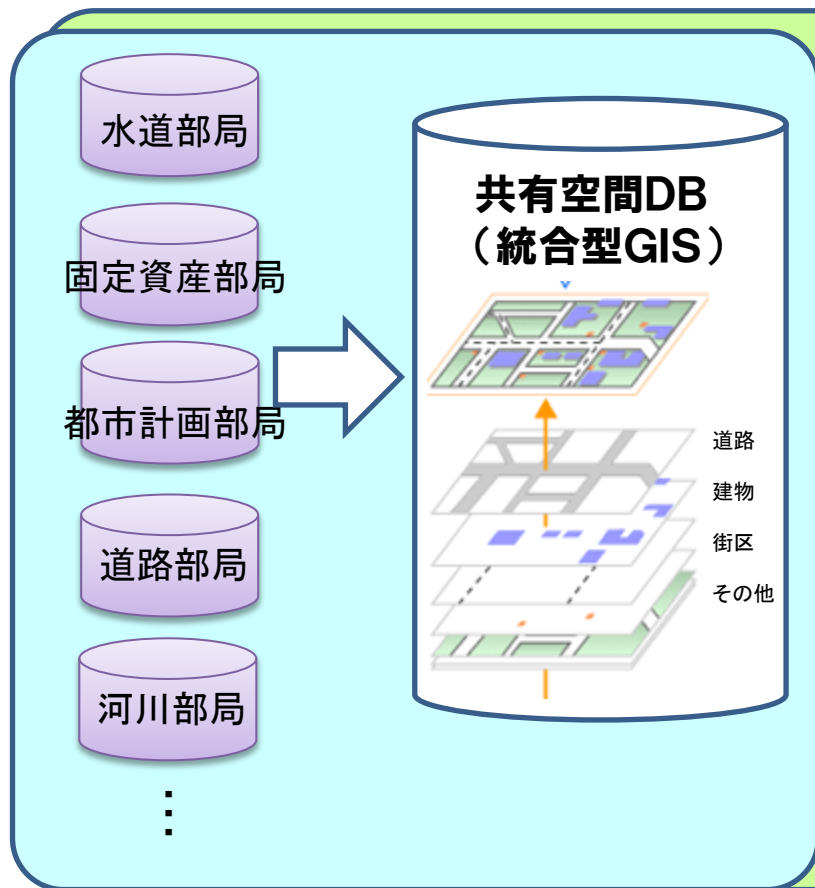 水道部局
固定資産部局
都市計画部局
道路部局
河川部局
⋮
共有空間DB
（統合型GIS）
道路
建物
街区
その他